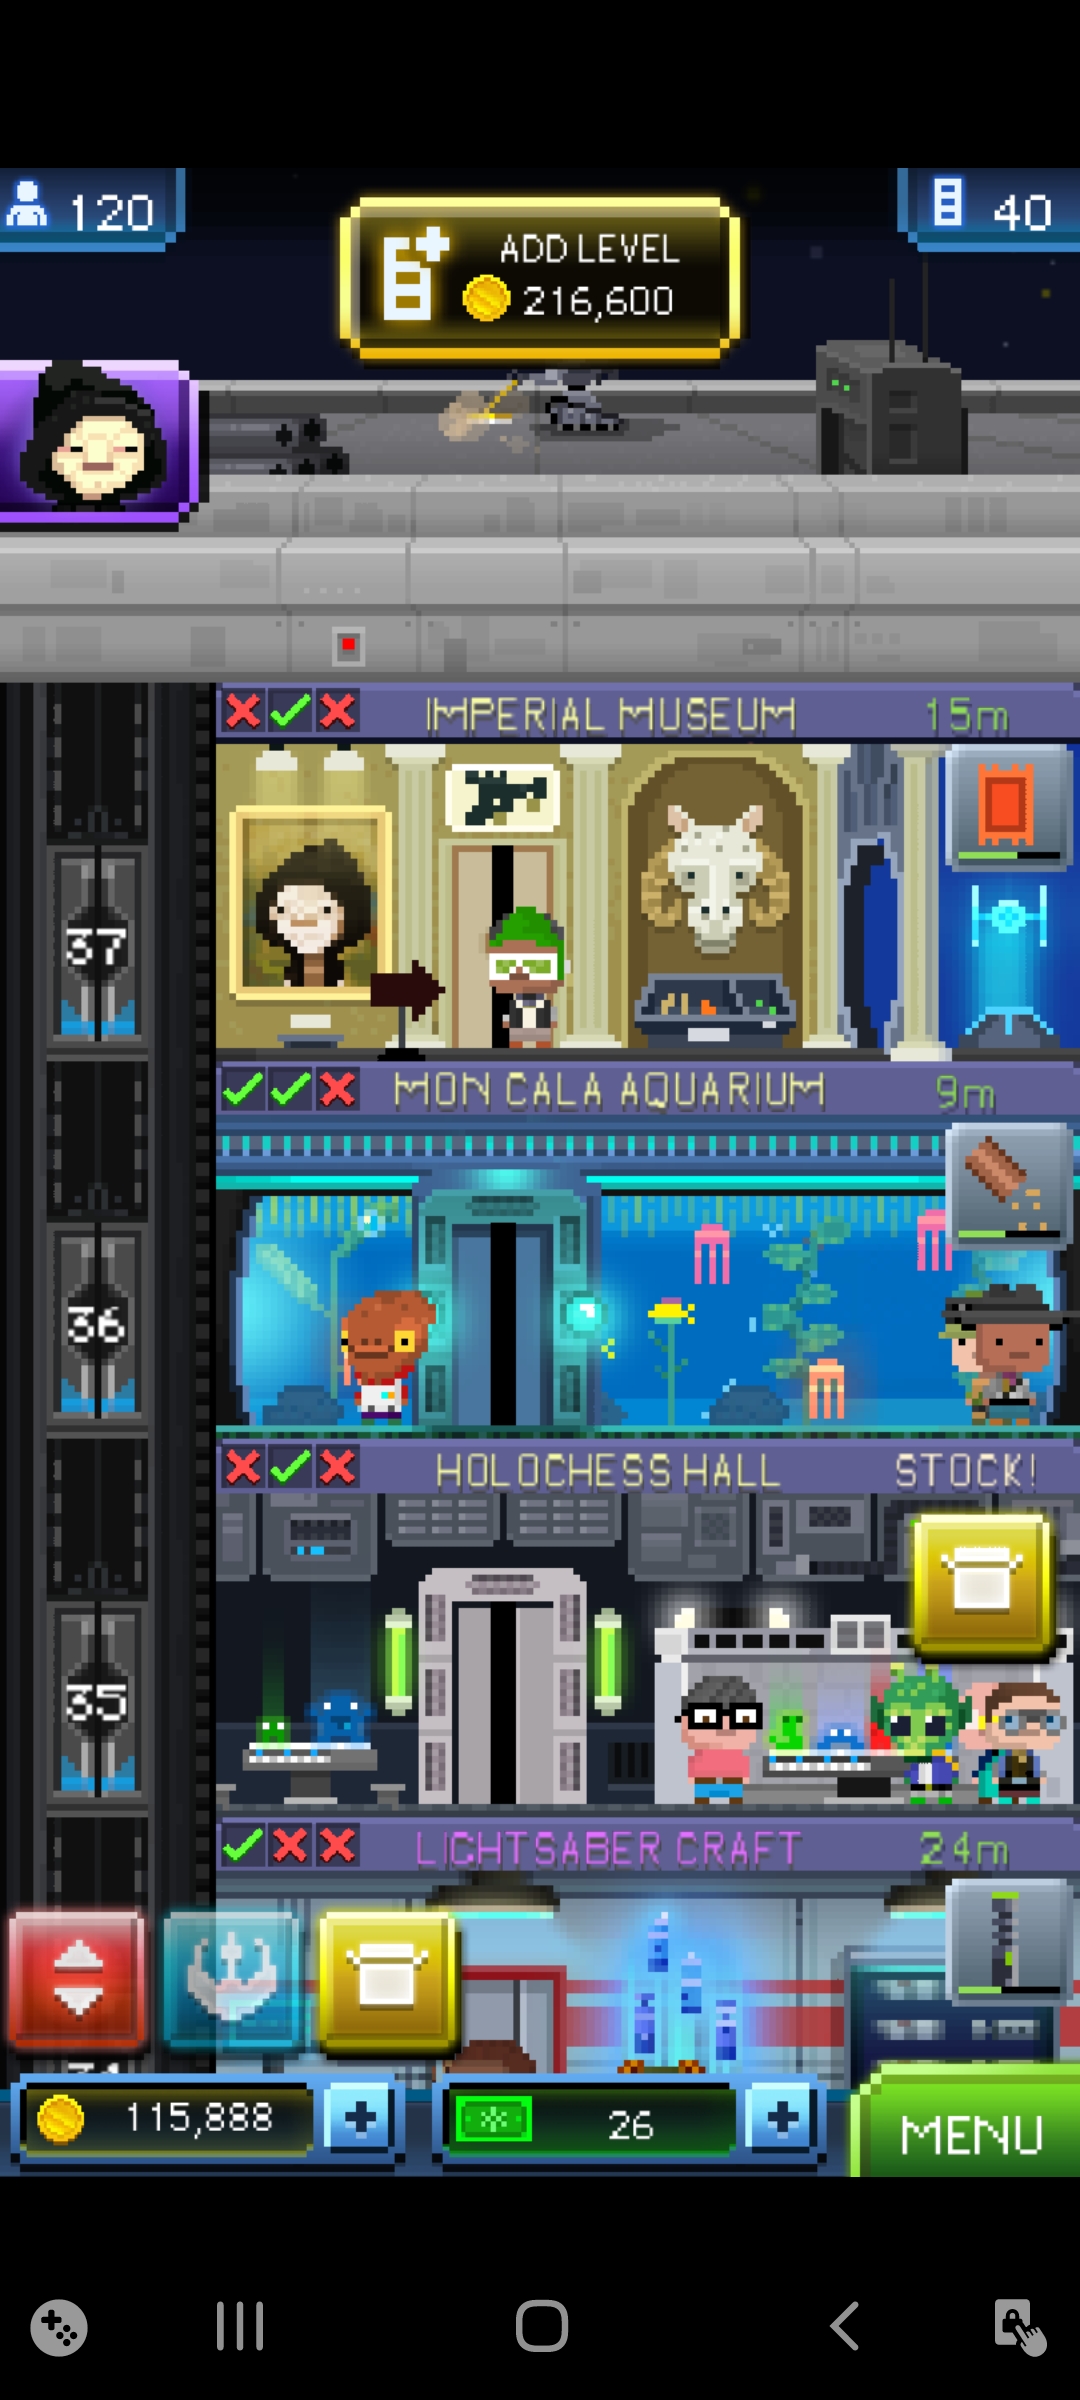 120
ADD LEVEL
216,600
40
IMPERIAL MUSEUM 15m
37
MON CALA AQUARIUM 9m
36
HOLOCHESS HALL STOCK!
35
LIGHTSABER CRAFT 24m
115,888
26
MENU